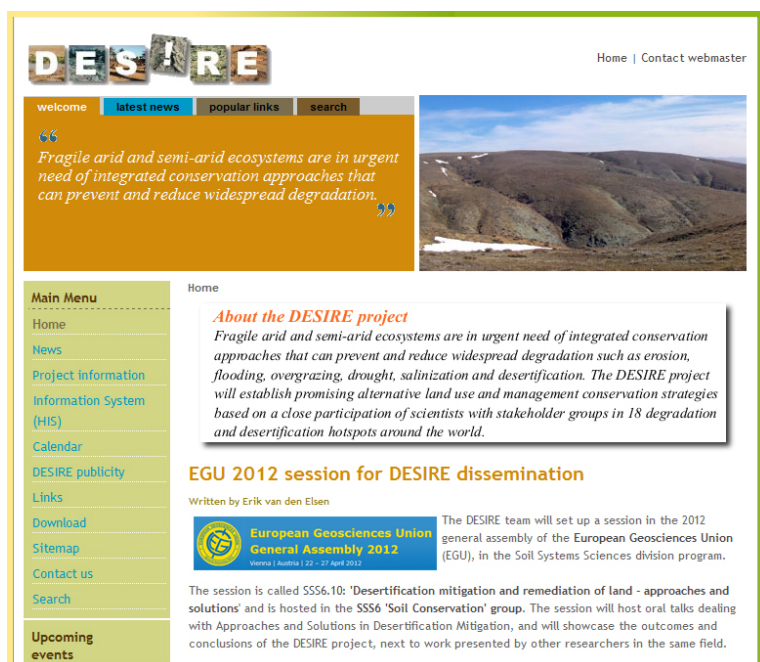 DES!RE
Home | Contact webmaster
welcome latest news popular links search
“
Fragile arid and semi-arid ecosystems are in urgent
need of integrated conservation approaches that
can prevent and reduce widespread degradation.
”
Main Menu
Home
News
Project information
Information System
(HIS)
Calendar
DESIRE publicity
Links
Download
Sitemap
Contact us
Search
Upcoming
events
Home
About the DESIRE project
Fragile arid and semi-arid ecosystems are in urgent need of integrated conservation
approaches that can prevent and reduce widespread degradation such as erosion,
flooding, overgrazing, drought, salinization and desertification. The DESIRE project
will establish promising alternative land use and management conservation strategies
based on a close participation of scientists with stakeholder groups in 18 degradation
and desertification hotspots around the world.
EGU 2012 session for DESIRE dissemination
Written by Erik van den Elsen
EGU
European Geosciences Union
General Assembly 2012
Vienna | Austria | 22 – 27 April 2012
The DESIRE team will set up a session in the 2012
general assembly of the European Geosciences Union
(EGU), in the Soil Systems Sciences division program.
The session is called SSS6.10: 'Desertification mitigation and remediation of land - approaches and
solutions' and is hosted in the SSS6 'Soil Conservation' group. The session will host oral talks dealing
with Approaches and Solutions in Desertification Mitigation, and will showcase the outcomes and
conclusions of the DESIRE project, next to work presented by other researchers in the same field.